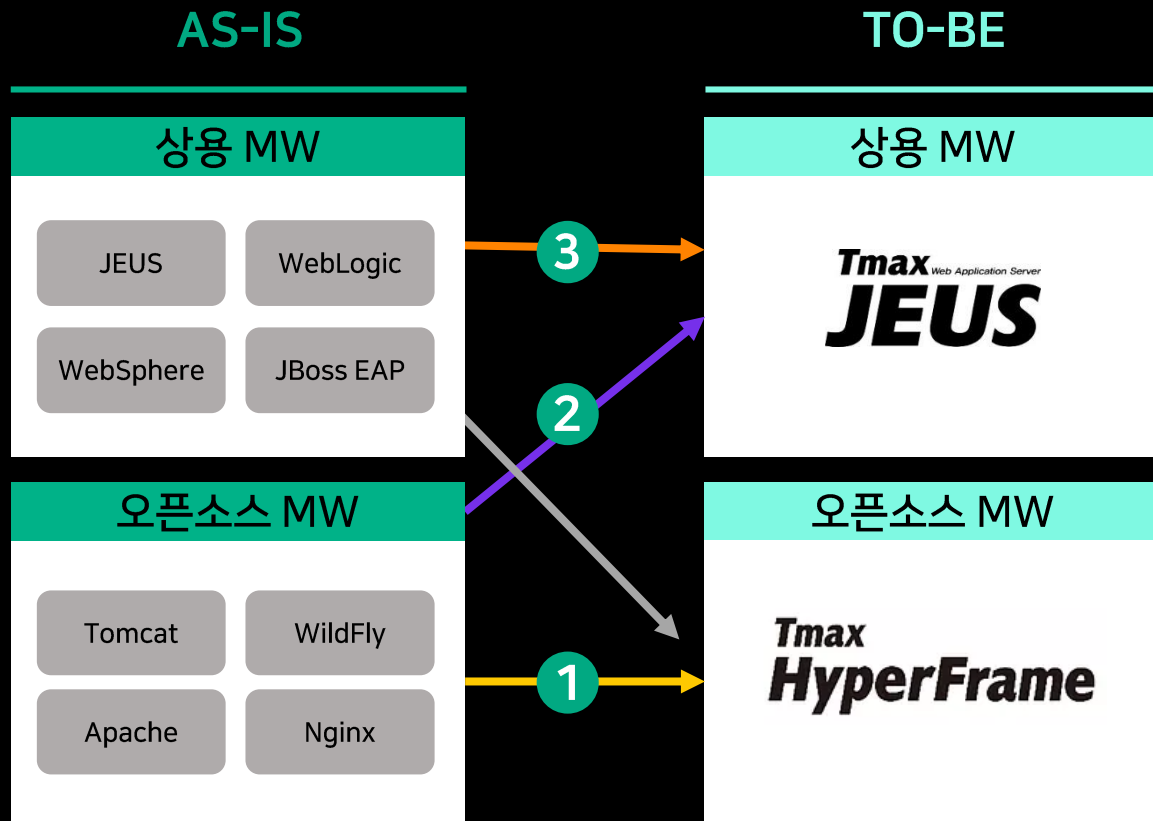 AS-IS
TO-BE
상용 MW
상용 MW
JEUS
WebLogic
WebSphere
JBoss EAP
3
Tmax Web Application Server
JEUS
2
오픈소스 MW
오픈소스 MW
Tomcat
WildFly
Apache
Nginx
1
Tmax
HyperFrame